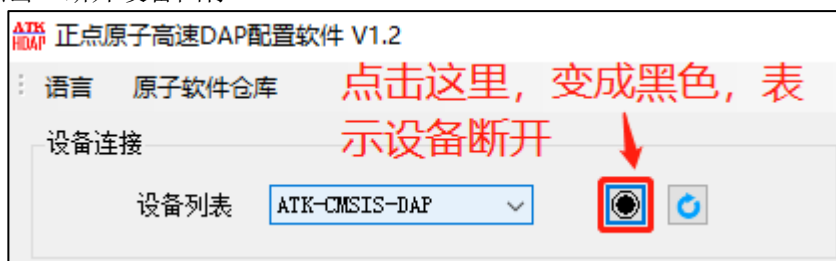 ATK
HDAP
正点原子高速DAP配置软件 V1.2
语言 原子软件仓库
点击这里，变成黑色，表
示设备断开
设备连接
设备列表 ATK-CMSIS-DAP